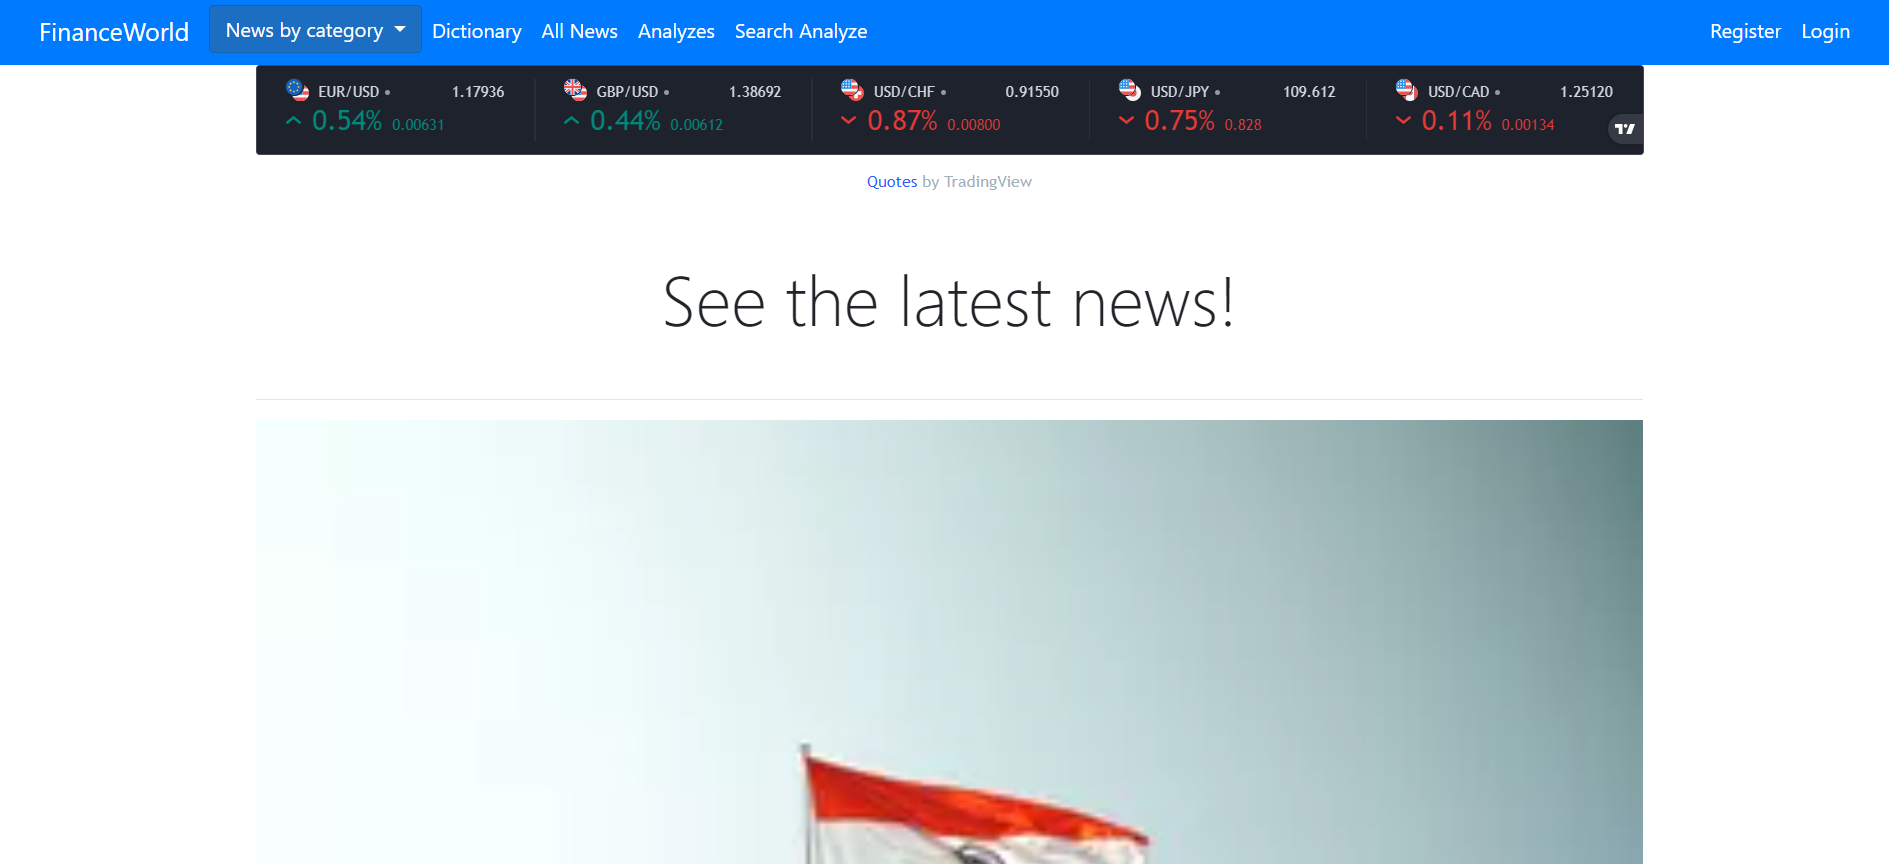 FinanceWorld News by category Dictionary All News Analyzes Search Analyze Register Login
EUR/USD 1.17936 GBP/USD 1.38692 USD/CHF 0.91550 USD/JPY 109.612 USD/CAD 1.25120
0.54% 0.00631 0.44% 0.00612 0.87% 0.00800 0.75% 0.828 0.11% 0.00134
Quotes by TradingView
See the latest news!